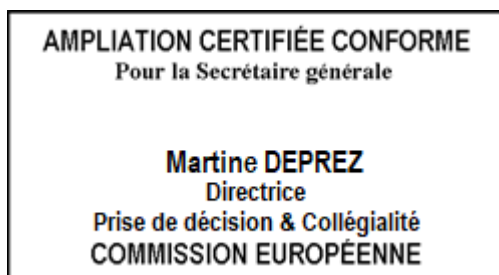 AMPLIATION CERTIFIÉE CONFORME
Pour la Secrétaire générale
Martine DEPREZ
Directrice
Prise de décision & Collégialité
COMMISSION EUROPÉENNE